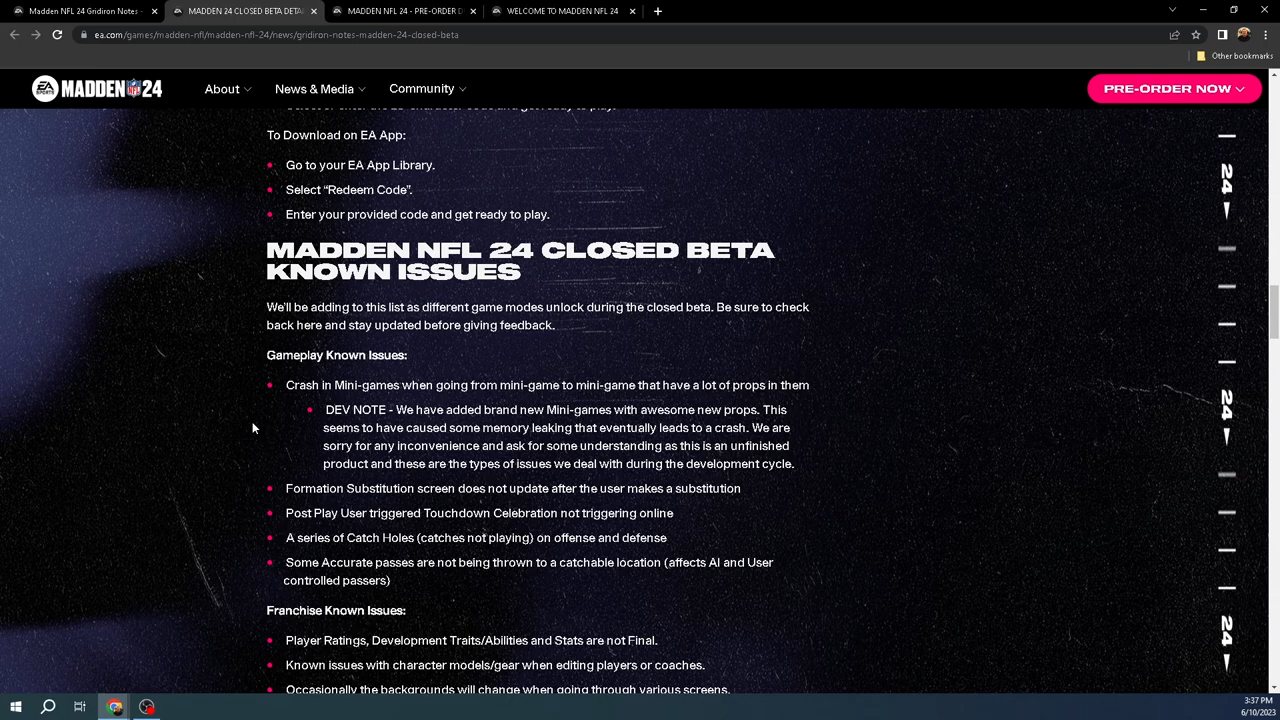 Madden NFL 24 Gridiron Notes -
MADDEN 24 CLOSED BETA DETA
MADDEN NFL 24 - PRE-ORDER D
WELCOME TO MADDEN NFL 24
ea.com/games/madden-nfl/madden-nfl-24/news/gridiron-notes-madden-24-closed-beta
Other bookmarks
EA SPORTS MADDEN NFL 24
About
News & Media
Community
PRE-ORDER NOW
To Download on EA App:
Go to your EA App Library.
Select “Redeem Code”.
Enter your provided code and get ready to play.
MADDEN NFL 24 CLOSED BETA
KNOWN ISSUES
We'll be adding to this list as different game modes unlock during the closed beta. Be sure to check
back here and stay updated before giving feedback.
Gameplay Known Issues:
Crash in Mini-games when going from mini-game to mini-game that have a lot of props in them
DEV NOTE - We have added brand new Mini-games with awesome new props. This
seems to have caused some memory leaking that eventually leads to a crash. We are
sorry for any inconvenience and ask for some understanding as this is an unfinished
product and these are the types of issues we deal with during the development cycle.
Formation Substitution screen does not update after the user makes a substitution
Post Play User triggered Touchdown Celebration not triggering online
A series of Catch Holes (catches not playing) on offense and defense
Some Accurate passes are not being thrown to a catchable location (affects AI and User
controlled passers)
Franchise Known Issues:
Player Ratings, Development Traits/Abilities and Stats are not Final.
Known issues with character models/gear when editing players or coaches.
Occasionally the backgrounds will change when going through various screens.
24
24
24
3:37 PM
6/10/2023